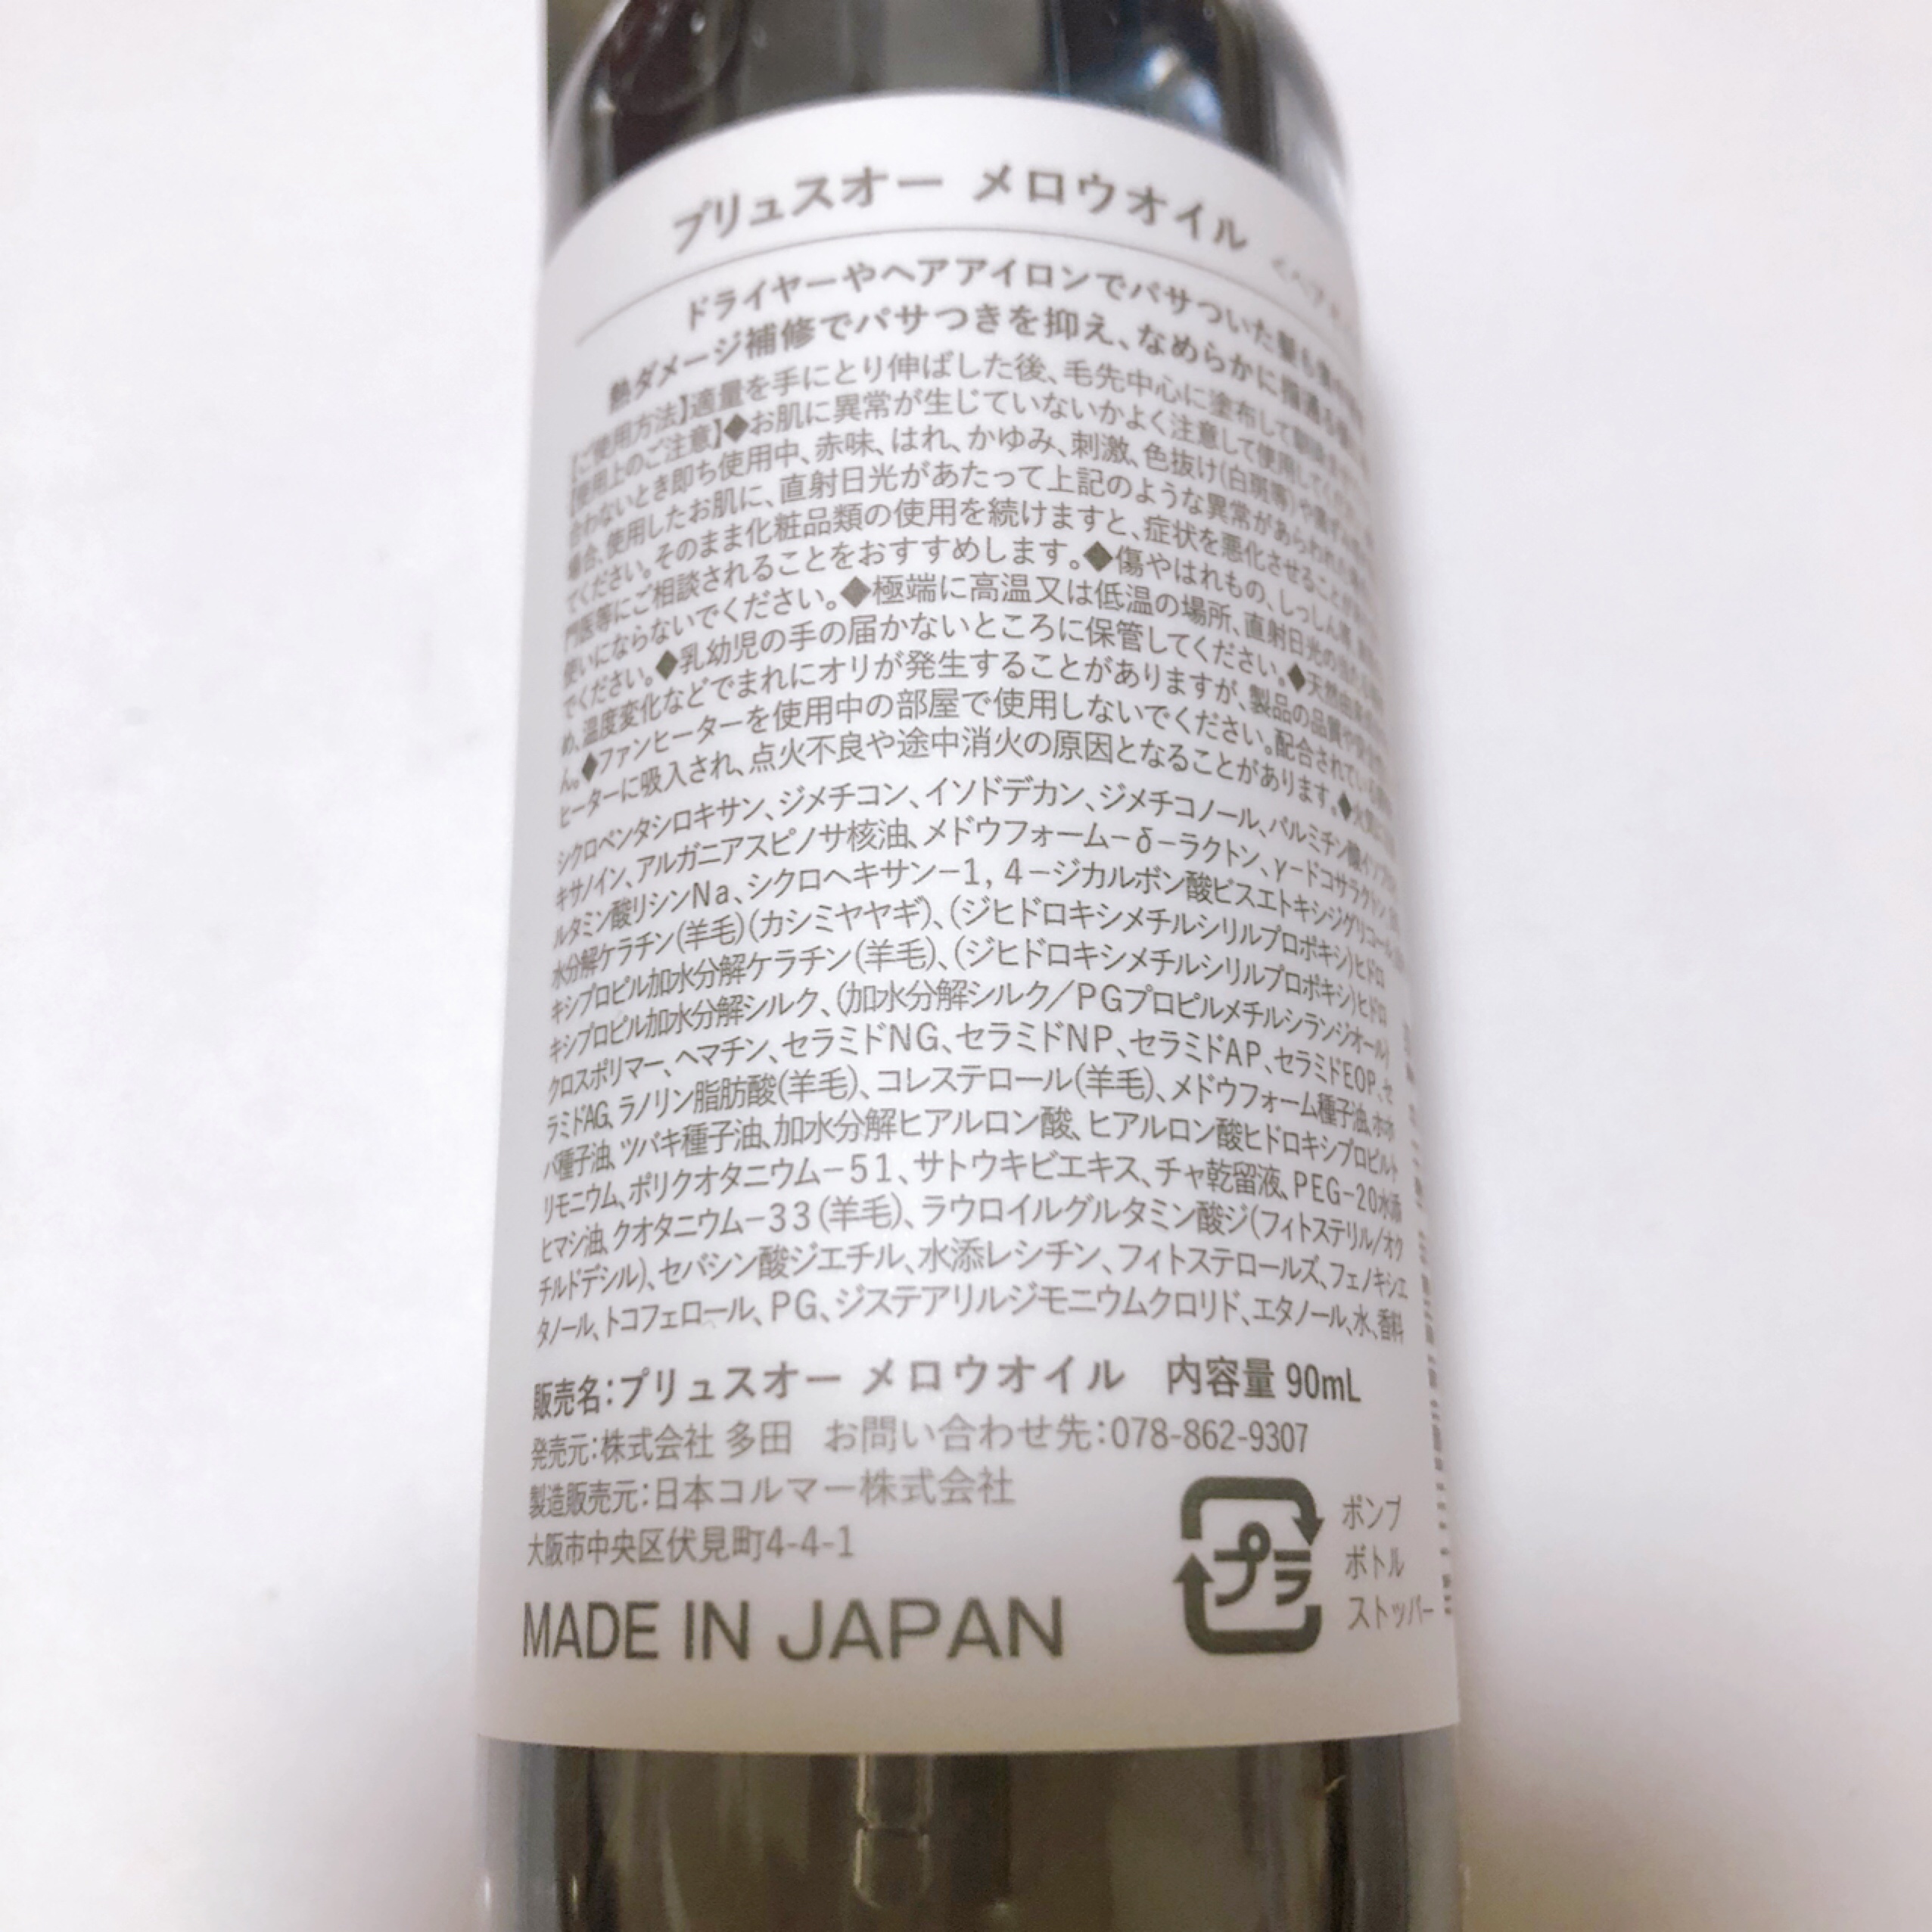 プリュスオー メロウオイル
ドライヤーやヘアアイロンでパサついた髪も
熱ダメージ補修でパサつきを抑え、なめらかに
【ご使用方法】適量を手にとり伸ばした後、毛先中心に塗布して
【使用上のご注意】◆お肌に異常が生じていないかよく注意して使用して
合わないとき即ち使用中、赤味、はれ、かゆみ、刺激、色抜け(白斑等)や
場合、使用したお肌に、直射日光があたって上記のような異常があらわれた
てください。そのまま化粧品類の使用を続けますと、症状を悪化させることが
門医等にご相談されることをおすすめします。◆傷やはれもの、しっしん等、
使いにならないでください。◆極端に高温又は低温の場所、直射日光の当たる
でください。◆乳幼児の手の届かないところに保管してください。◆天然由来
め、温度変化などでまれにオリが発生することがありますが、製品の品質や
ん。◆ファンヒーターを使用中の部屋で使用しないでください。配合されている
ヒーターに吸入され、点火不良や途中消火の原因となることがあります。◆火気
シクロペンタシロキサン、ジメチコン、イソドデカン、ジメチコノール、パルミチン酸
キサノイン、アルガニアスピノサ核油、メドウフォーム−δ−ラクトン、γ−ドコサラクトン
ルタミン酸リシンNa、シクロヘキサン−1, 4−ジカルボン酸ビスエトキシジグリコール
水分解ケラチン(羊毛)(カシミヤヤギ)、(ジヒドロキシメチルシリルプロポキシ)ヒドロ
キシプロピル加水分解ケラチン(羊毛)、(ジヒドロキシメチルシリルプロポキシ)ヒドロ
キシプロピル加水分解シルク、(加水分解シルク/PGプロピルメチルシランジオール)
クロスポリマー、ヘマチン、セラミドNG、セラミドNP、セラミドAP、セラミドEOP、セ
ラミドAG、ラノリン脂肪酸(羊毛)、コレステロール(羊毛)、メドウフォーム種子油、ホホ
バ種子油、ツバキ種子油、加水分解ヒアルロン酸、ヒアルロン酸ヒドロキシプロピルト
リモニウム、ポリクオタニウム−51、サトウキビエキス、チャ乾留液、PEG−20水添
ヒマシ油、クオタニウム−33(羊毛)、ラウロイルグルタミン酸ジ(フィトステリル/オク
チルドデシル)、セバシン酸ジエチル、水添レシチン、フィトステロールズ、フェノキシエ
タノール、トコフェロール、PG、ジステアリルジモニウムクロリド、エタノール、水、香料
販売名:プリュスオー メロウオイル 内容量 90mL
発売元:株式会社 多田 お問い合わせ先:078-862-9307
製造販売元:日本コルマー株式会社
大阪市中央区伏見町4-4-1
MADE IN JAPAN
プラ
ポンプ
ボトル
ストッパー